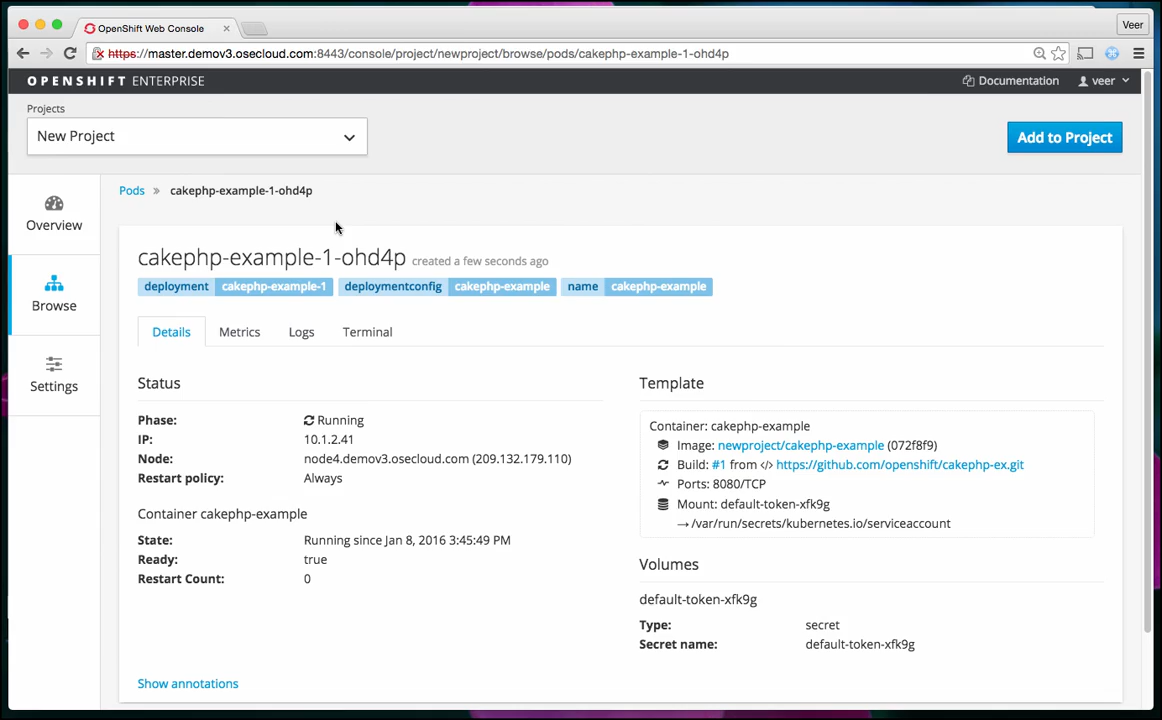 OpenShift Web Console
Veer
https://master.demov3.osecloud.com:8443/console/project/newproject/browse/pods/cakephp-example-1-ohd4p
OPENSHIFT ENTERPRISE
Documentation
veer
Projects
New Project
Add to Project
Overview
Browse
Settings
Pods » cakephp-example-1-ohd4p
cakephp-example-1-ohd4p created a few seconds ago
deployment cakephp-example-1 deploymentconfig cakephp-example name cakephp-example
Details Metrics Logs Terminal
Status
Phase: Running
IP: 10.1.2.41
Node: node4.demov3.osecloud.com (209.132.179.110)
Restart policy: Always
Container cakephp-example
State: Running since Jan 8, 2016 3:45:49 PM
Ready: true
Restart Count: 0
Show annotations
Template
Container: cakephp-example
Image: newproject/cakephp-example (072f8f9)
Build: #1 from </> https://github.com/openshift/cakephp-ex.git
Ports: 8080/TCP
Mount: default-token-xfk9g
→ /var/run/secrets/kubernetes.io/serviceaccount
Volumes
default-token-xfk9g
Type: secret
Secret name: default-token-xfk9g